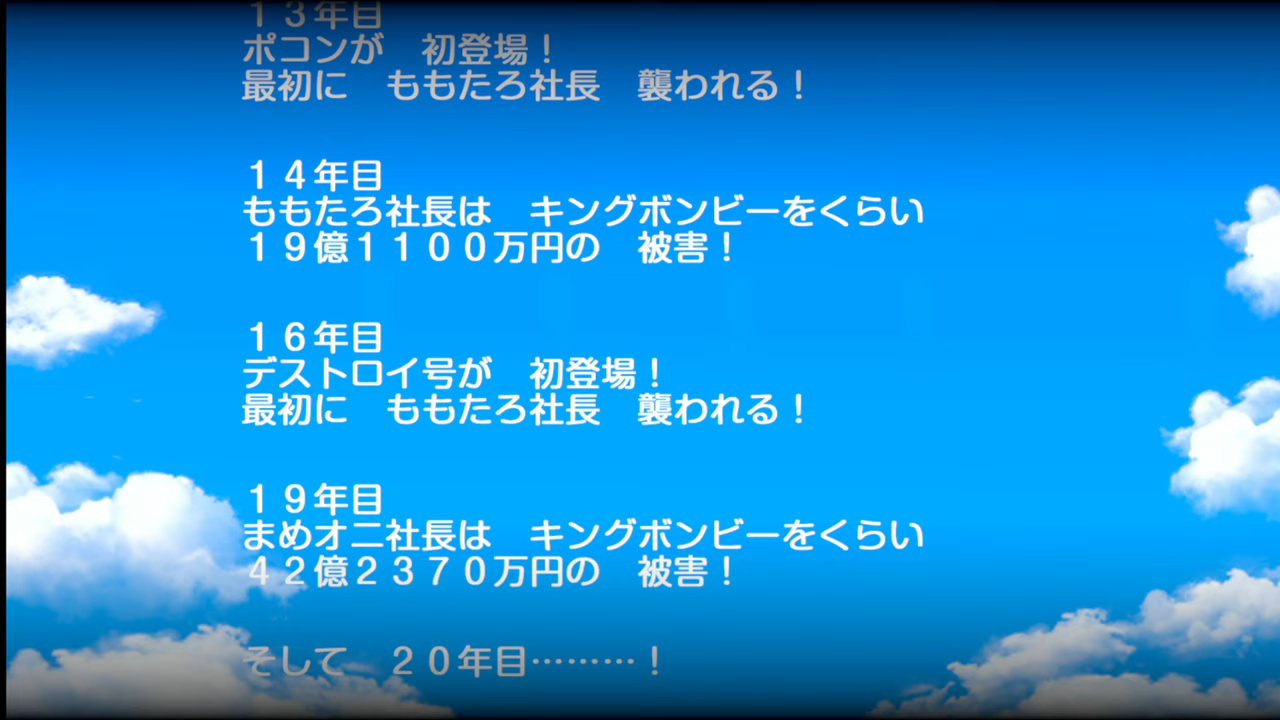 １３年目
ポコンが　初登場！
最初に　ももたろ社長　襲われる！
１４年目
ももたろ社長は　キングボンビーをくらい
１９億１１００万円の　被害！
１６年目
デストロイ号が　初登場！
最初に　ももたろ社長　襲われる！
１９年目
まめオニ社長は　キングボンビーをくらい
４２億２３７０万円の　被害！
そして　２０年目………！